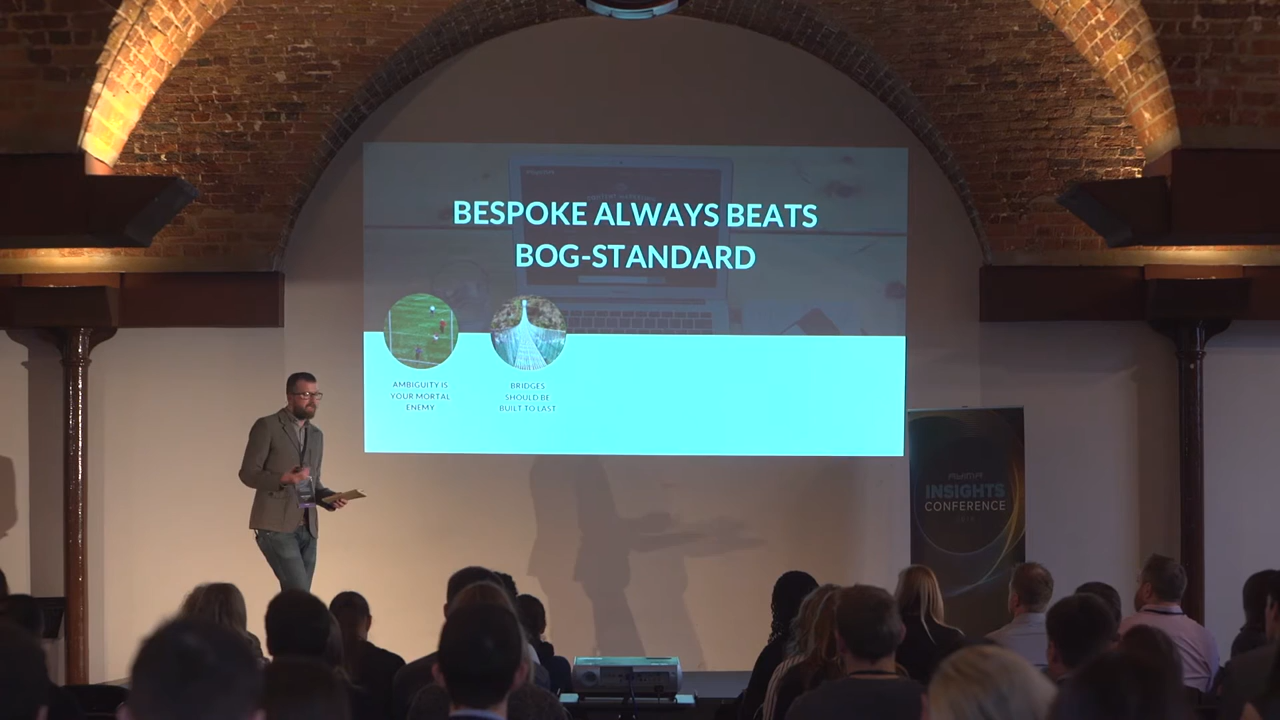 BESPOKE ALWAYS BEATS
BOG-STANDARD
AMBIGUITY IS
YOUR MORTAL
ENEMY
BRIDGES
SHOULD BE
BUILT TO LAST
INSIGHTS
CONFERENCE